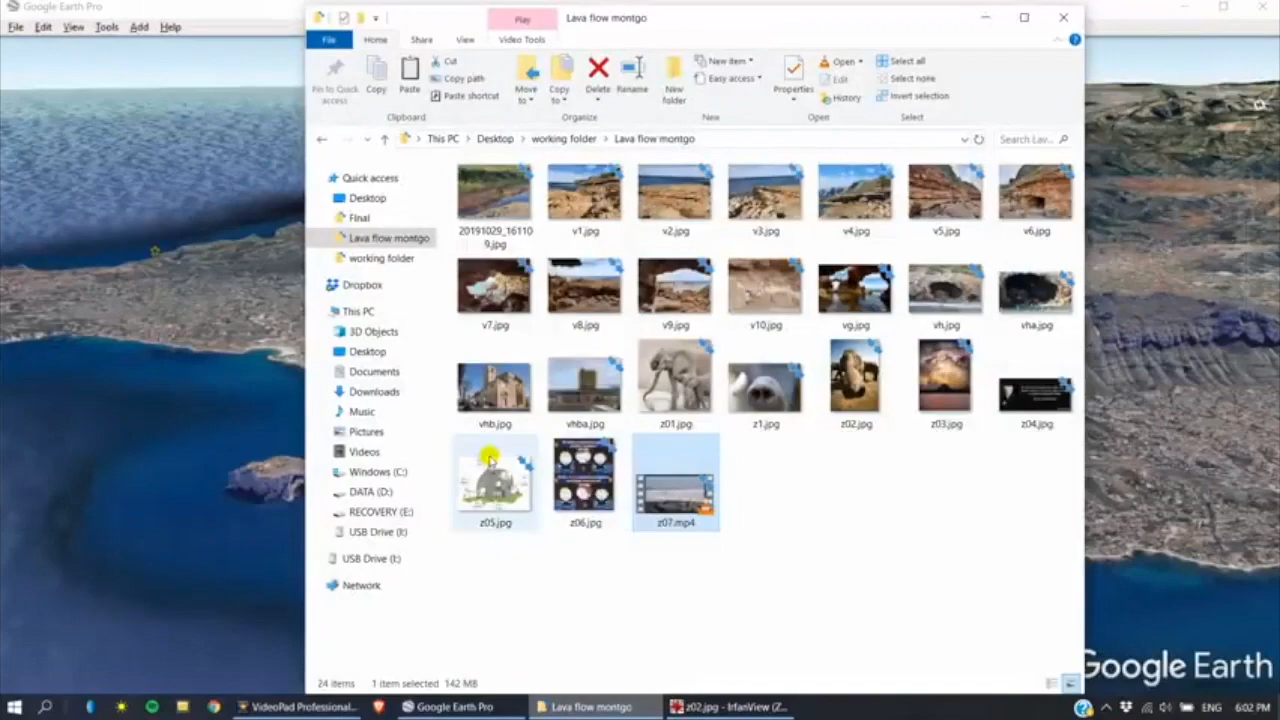 Google Earth Pro
File Edit View Tools Add Help
Play
Lava flow montgo
File Home Share View Video Tools
Pin to Quick access
Copy
Paste
Cut
Copy path
Paste shortcut
Clipboard
Move to
Copy to
Delete
Rename
Organize
New folder
New item
Easy access
New
Properties
Open
Edit
History
Open
Select all
Select none
Invert selection
Select
This PC > Desktop > working folder > Lava flow montgo
Search Lav...
Quick access
Desktop
Final
Lava flow montgo
working folder
Dropbox
This PC
3D Objects
Desktop
Documents
Downloads
Music
Pictures
Videos
Windows (C:)
DATA (D:)
RECOVERY (E:)
USB Drive (I:)
USB Drive (I:)
Network
20191029_161109.jpg
v1.jpg
v2.jpg
v3.jpg
v4.jpg
v5.jpg
v6.jpg
v7.jpg
v8.jpg
v9.jpg
v10.jpg
vg.jpg
vh.jpg
vha.jpg
vhb.jpg
vhba.jpg
z01.jpg
z1.jpg
z02.jpg
z03.jpg
z04.jpg
z05.jpg
z06.jpg
z07.mp4
24 items 1 item selected 142 MB
Google Earth
VideoPad Professional...
Google Earth Pro
Lava flow montgo
z02.jpg - IrfanView (Z...
ENG 6:02 PM